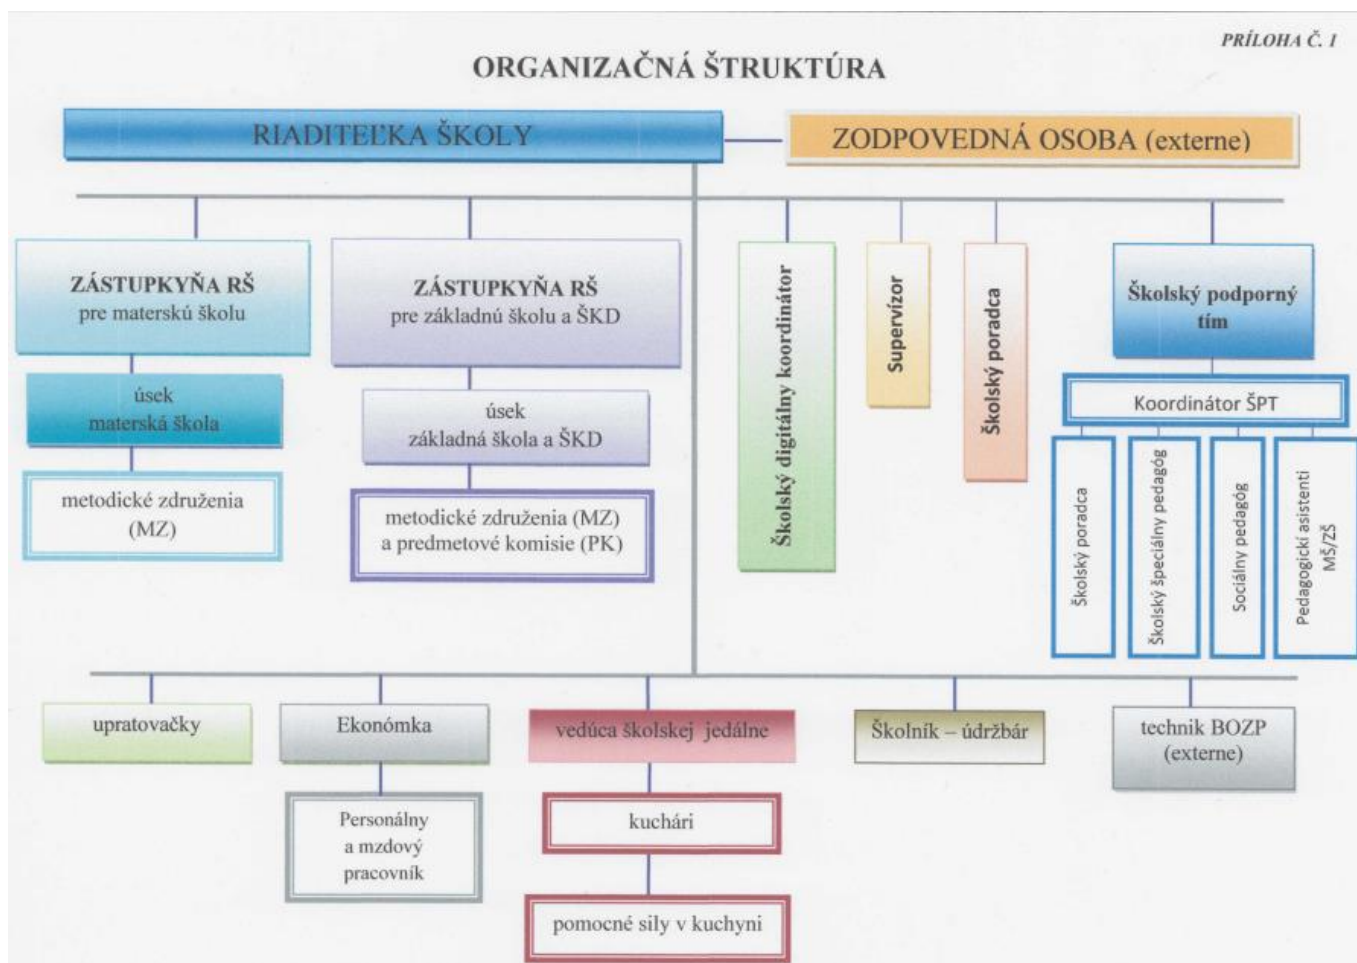 PRÍLOHA Č. 1
ORGANIZAČNÁ ŠTRUKTÚRA
RIADITEĽKA ŠKOLY
ZODPOVEDNÁ OSOBA (externe)
ZÁSTUPKYŇA RŠ
pre materskú školu
ZÁSTUPKYŇA RŠ
pre základnú školu a ŠKD
Školský digitálny koordinátor
Supervízor
Školský poradca
Školský podporný
tím
úsek
materská škola
úsek
základná škola a ŠKD
Koordinátor ŠPT
metodické združenia
(MZ)
metodické združenia (MZ)
a predmetové komisie (PK)
Školský poradca
Školský špeciálny pedagóg
Sociálny pedagóg
Pedagogickí asistenti
MŠ/ZŠ
upratovačky
Ekonómka
vedúca školskej jedálne
Školník – údržbár
technik BOZP
(externe)
Personálny
a mzdový
pracovník
kuchári
pomocné sily v kuchyni